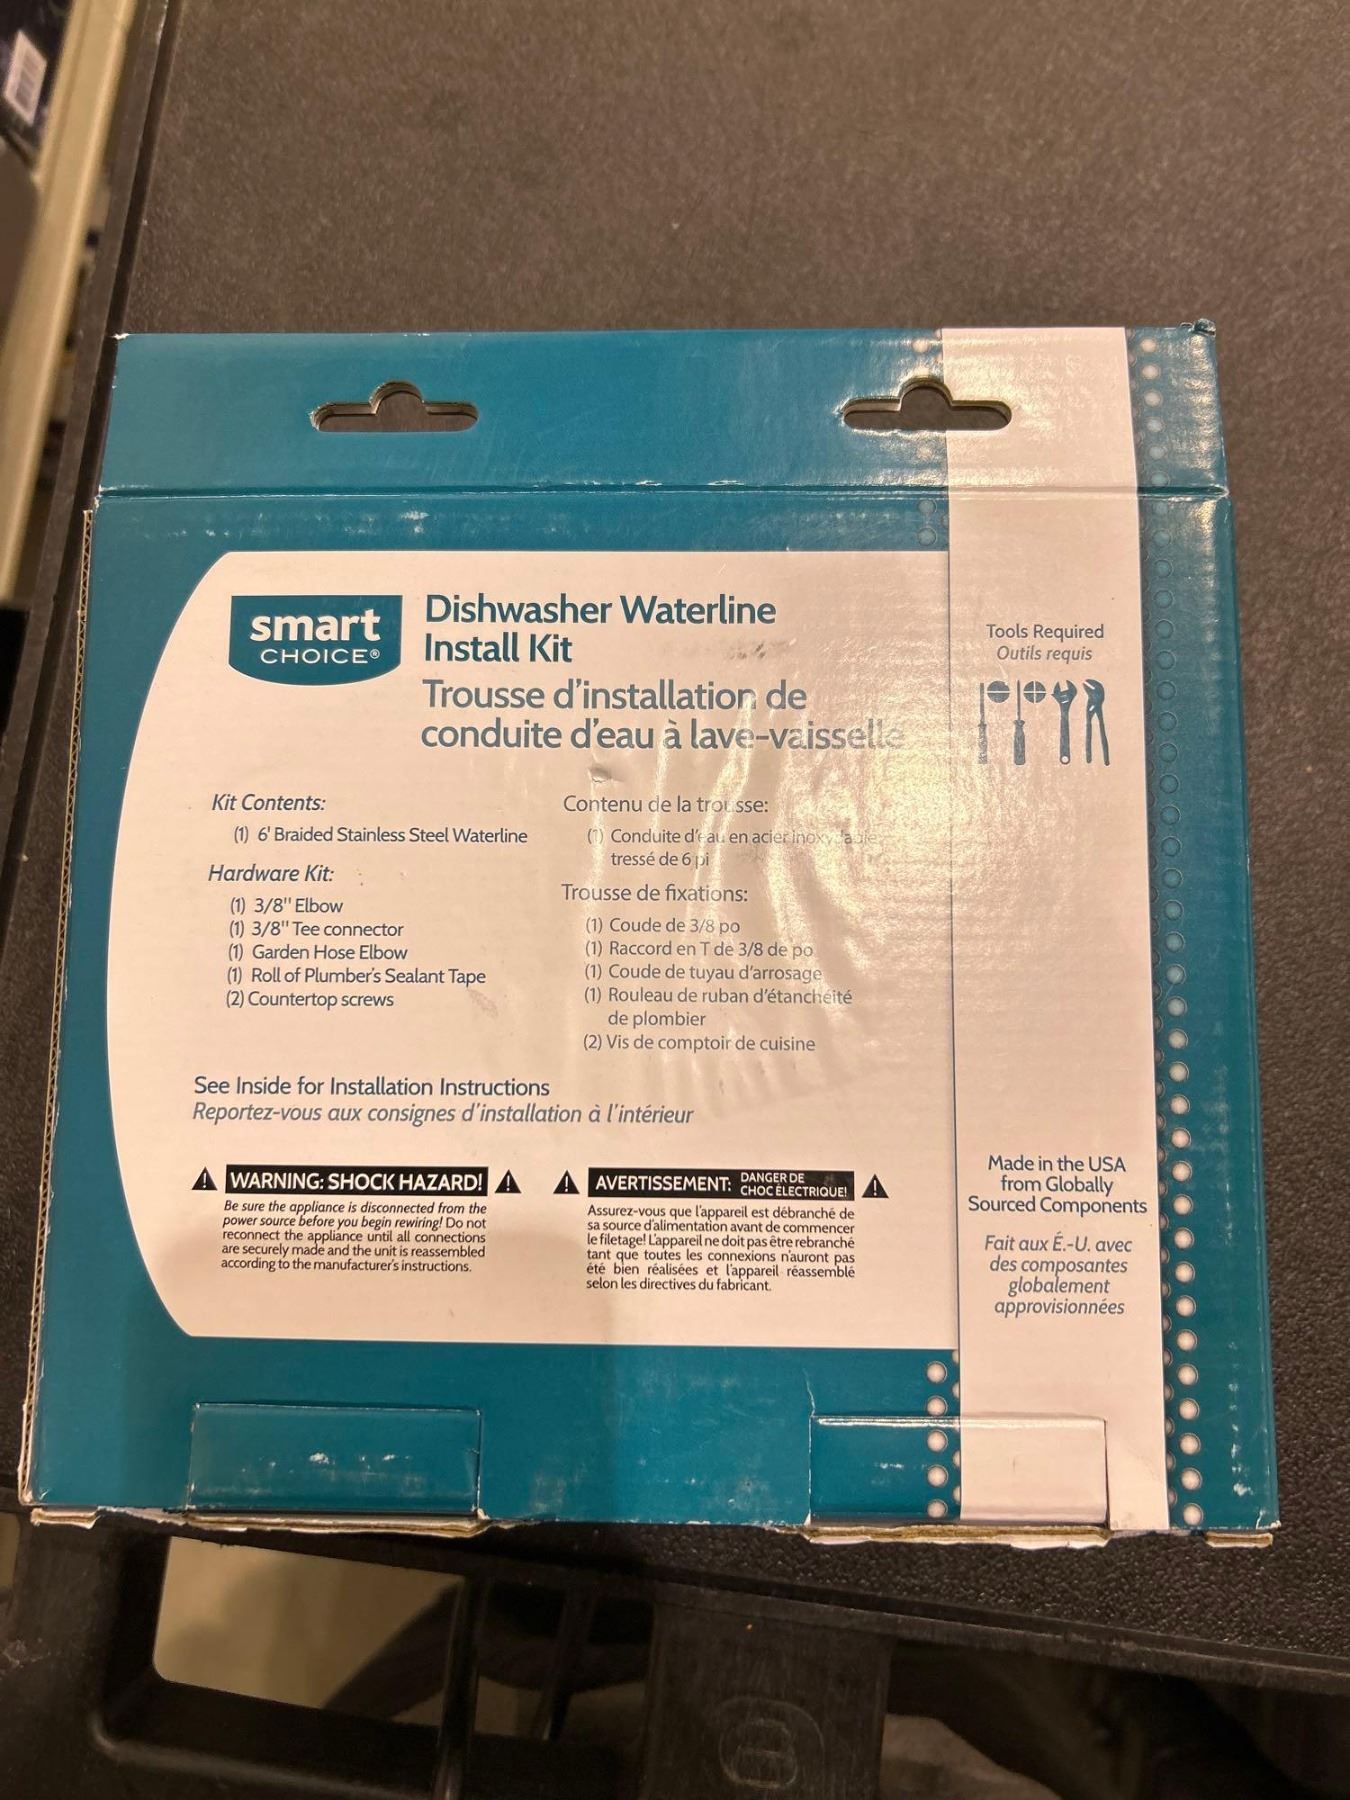 smart
CHOICE®
Dishwasher Waterline
Install Kit
Trousse d'installation de
conduite d'eau à lave-vaisselle
Kit Contents:
(1) 6' Braided Stainless Steel Waterline
Hardware Kit:
(1) 3/8" Elbow
(1) 3/8" Tee connector
(1) Garden Hose Elbow
(1) Roll of Plumber's Sealant Tape
(2) Countertop screws
Contenu de la trousse:
(1) Conduite d'eau en acier inoxydable
tressé de 6 pi
Trousse de fixations:
(1) Coude de 3/8 po
(1) Raccord en T de 3/8 de po
(1) Coude de tuyau d'arrosage
(1) Rouleau de ruban d'étanchéité
de plombier
(2) Vis de comptoir de cuisine
See Inside for Installation Instructions
Reportez-vous aux consignes d'installation à l'intérieur
WARNING: SHOCK HAZARD!
Be sure the appliance is disconnected from the
power source before you begin rewiring! Do not
reconnect the appliance until all connections
are securely made and the unit is reassembled
according to the manufacturer's instructions.
AVERTISSEMENT: DANGER DE
CHOC ÉLECTRIQUE!
Assurez-vous que l'appareil est débranché de
sa source d'alimentation avant de commencer
le filetage! L'appareil ne doit pas être rebranché
tant que toutes les connexions n'auront pas
été bien réalisées et l'appareil réassemblé
selon les directives du fabricant.
Tools Required
Outils requis
Made in the USA
from Globally
Sourced Components
Fait aux É.-U. avec
des composantes
globalement
approvisionnées